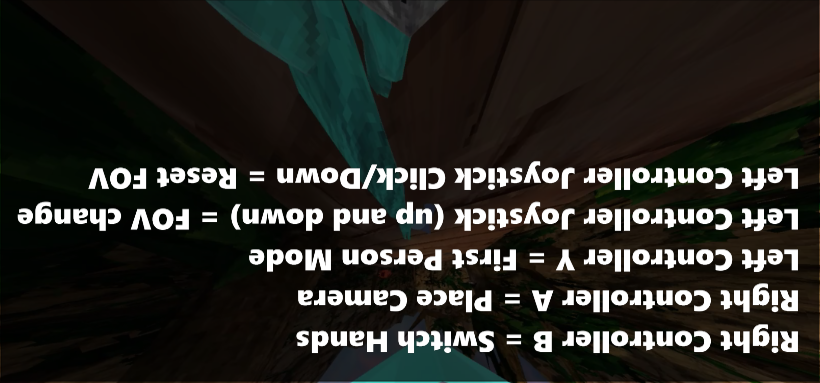 Right Controller B = Switch Hands
Right Controller A = Place Camera
Left Controller Y = First Person Mode
Left Controller Joystick (up and down) = FOV change
Left Controller Joystick Click/Down = Reset FOV